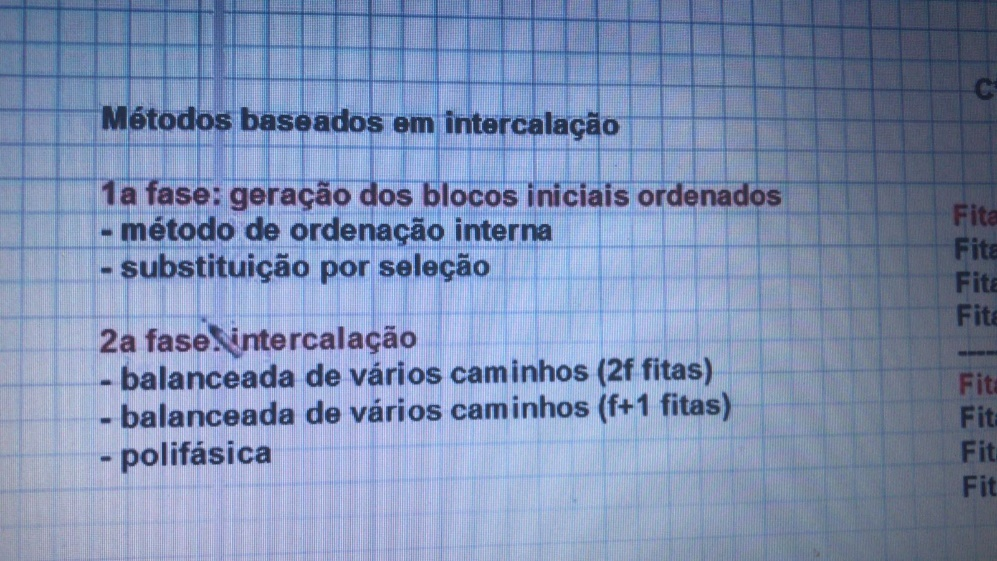 Métodos baseados em intercalação
1a fase: geração dos blocos iniciais ordenados
- método de ordenação interna
- substituição por seleção
2a fase: intercalação
- balanceada de vários caminhos (2f fitas)
- balanceada de vários caminhos (f+1 fitas)
- polifásica
Fita
Fita
Fita
Fita
Fit
Fit
Fit
Fit